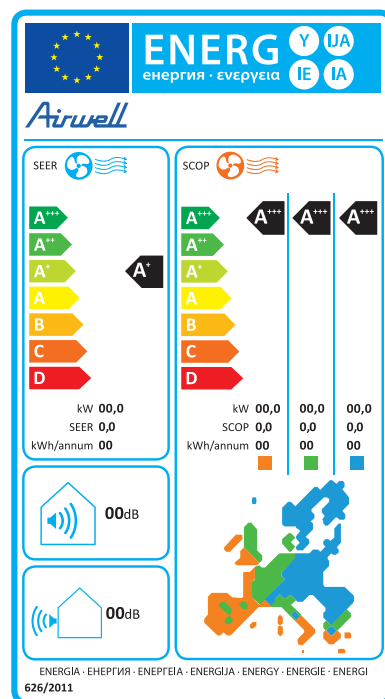 ENERG Y IJA
енергия · ενεργεια IE IA
Airwell
SEER
A+++
A++
A+
A
B
C
D
A+
kW 00,0
SEER 0,0
kWh/annum 00
SCOP
A+++
A++
A+
A
B
C
D
A+++ A+++ A+++
kW 00,0 00,0 00,0
SCOP 0,0 0,0 0,0
kWh/annum 00 00 00
00dB
00dB
ENERGIA · ЕНЕРГИЯ · ΕΝΕΡΓΕΙΑ · ENERGIJA · ENERGY · ENERGIE · ENERGI
626/2011